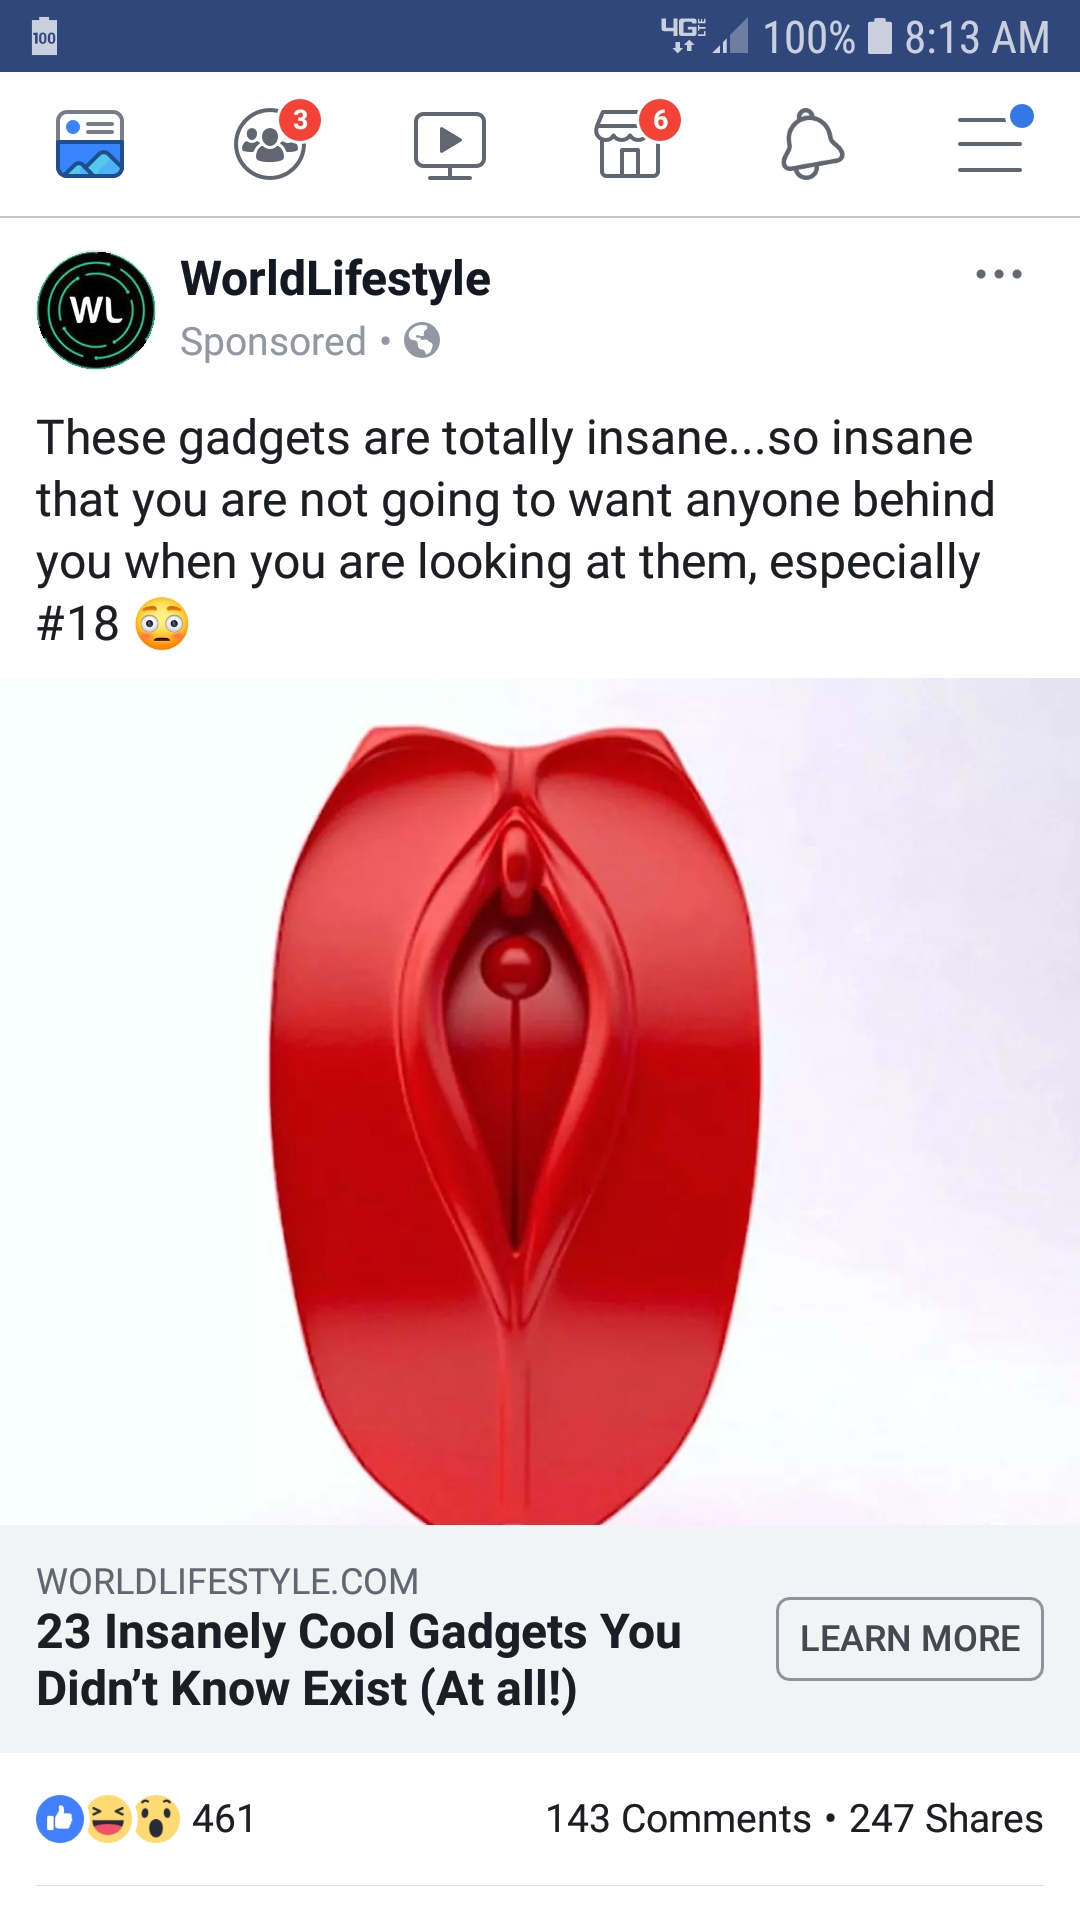 100
4G LTE 100% 8:13 AM
3
6
WL
WorldLifestyle
Sponsored •
These gadgets are totally insane...so insane
that you are not going to want anyone behind
you when you are looking at them, especially
#18 😳
WORLDLIFESTYLE.COM
23 Insanely Cool Gadgets You
Didn’t Know Exist (At all!)
LEARN MORE
461
143 Comments • 247 Shares